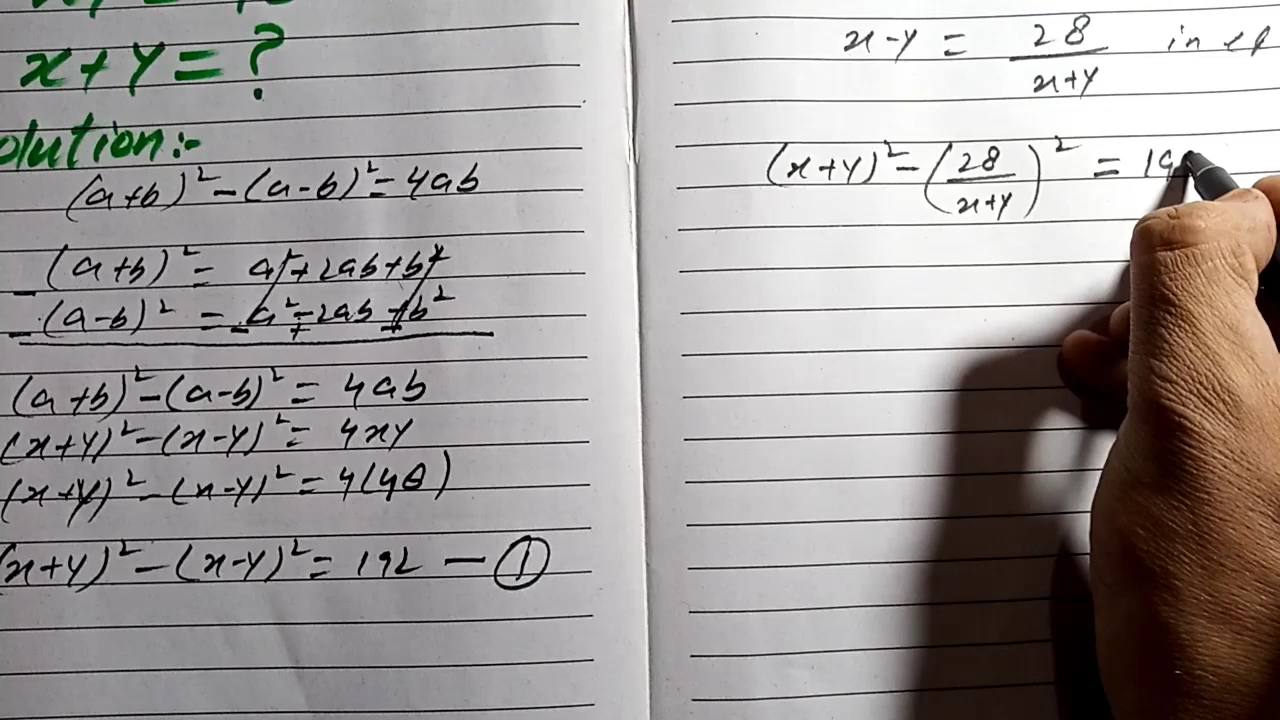 x+y=?
olution:-
(a+b)²-(a-b)²=4ab
(a+b)² = a²+2ab+b²
-(a-b)² = a²-2ab+b²
(a+b)²-(a-b)² = 4ab
(x+y)²-(x-y)² = 4xy
(x+y)²-(x-y)² = 4(48)
(x+y)²-(x-y)² = 192 — ①
x-y = 28/(x+y) in
(x+y)²-(28/(x+y))² = 19